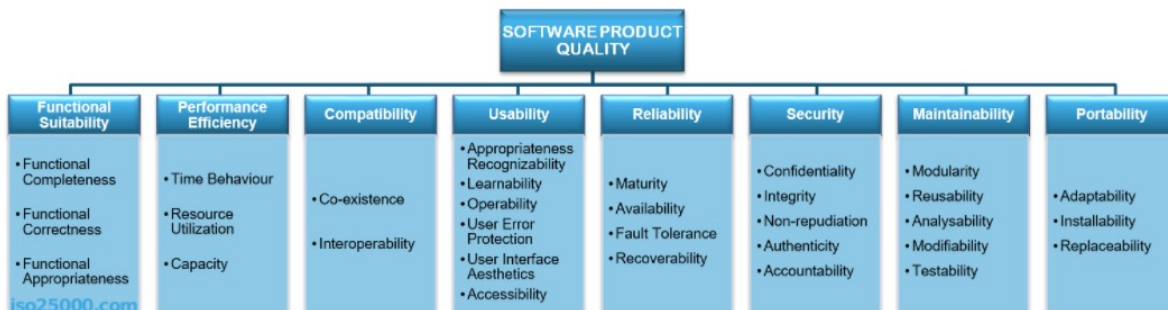 SOFTWARE PRODUCT
QUALITY
Functional
Suitability
• Functional
Completeness
• Functional
Correctness
• Functional
Appropriateness
Performance
Efficiency
• Time Behaviour
• Resource
Utilization
• Capacity
Compatibility
• Co-existence
• Interoperability
Usability
• Appropriateness
Recognizability
• Learnability
• Operability
• User Error
Protection
• User Interface
Aesthetics
• Accessibility
Reliability
• Maturity
• Availability
• Fault Tolerance
• Recoverability
Security
• Confidentiality
• Integrity
• Non-repudiation
• Authenticity
• Accountability
Maintainability
• Modularity
• Reusability
• Analysability
• Modifiability
• Testability
Portability
• Adaptability
• Installability
• Replaceability
iso25000.com